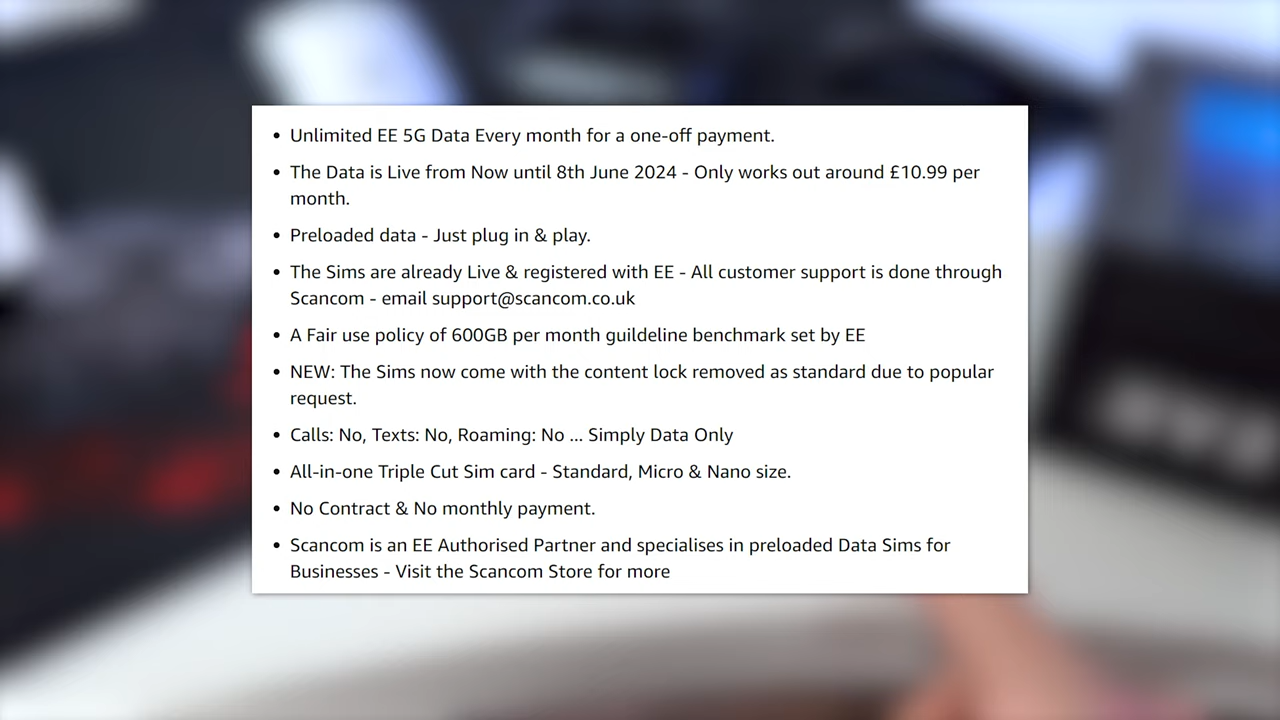 • Unlimited EE 5G Data Every month for a one-off payment.
• The Data is Live from Now until 8th June 2024 - Only works out around £10.99 per
month.
• Preloaded data - Just plug in & play.
• The Sims are already Live & registered with EE - All customer support is done through
Scancom - email support@scancom.co.uk
• A Fair use policy of 600GB per month guildeline benchmark set by EE
• NEW: The Sims now come with the content lock removed as standard due to popular
request.
• Calls: No, Texts: No, Roaming: No ... Simply Data Only
• All-in-one Triple Cut Sim card - Standard, Micro & Nano size.
• No Contract & No monthly payment.
• Scancom is an EE Authorised Partner and specialises in preloaded Data Sims for
Businesses - Visit the Scancom Store for more